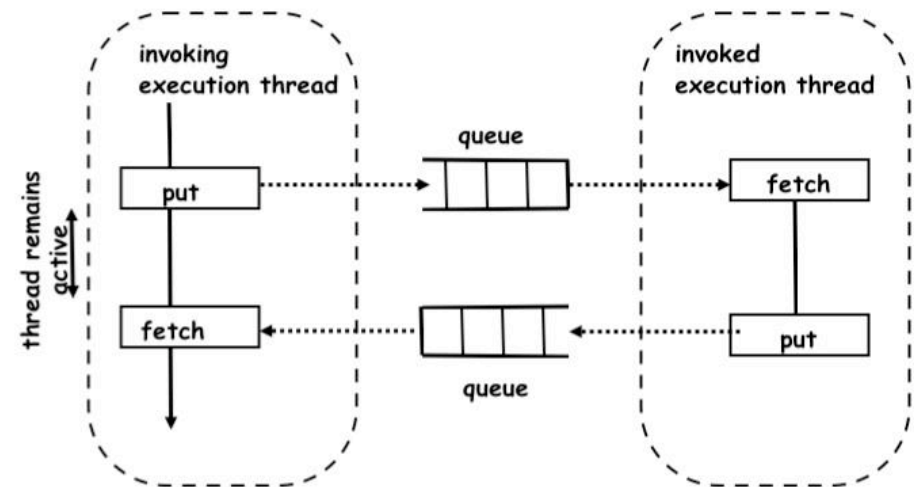 invoking
execution thread
invoked
execution thread
queue
put
fetch
thread remains
active
fetch
put
queue